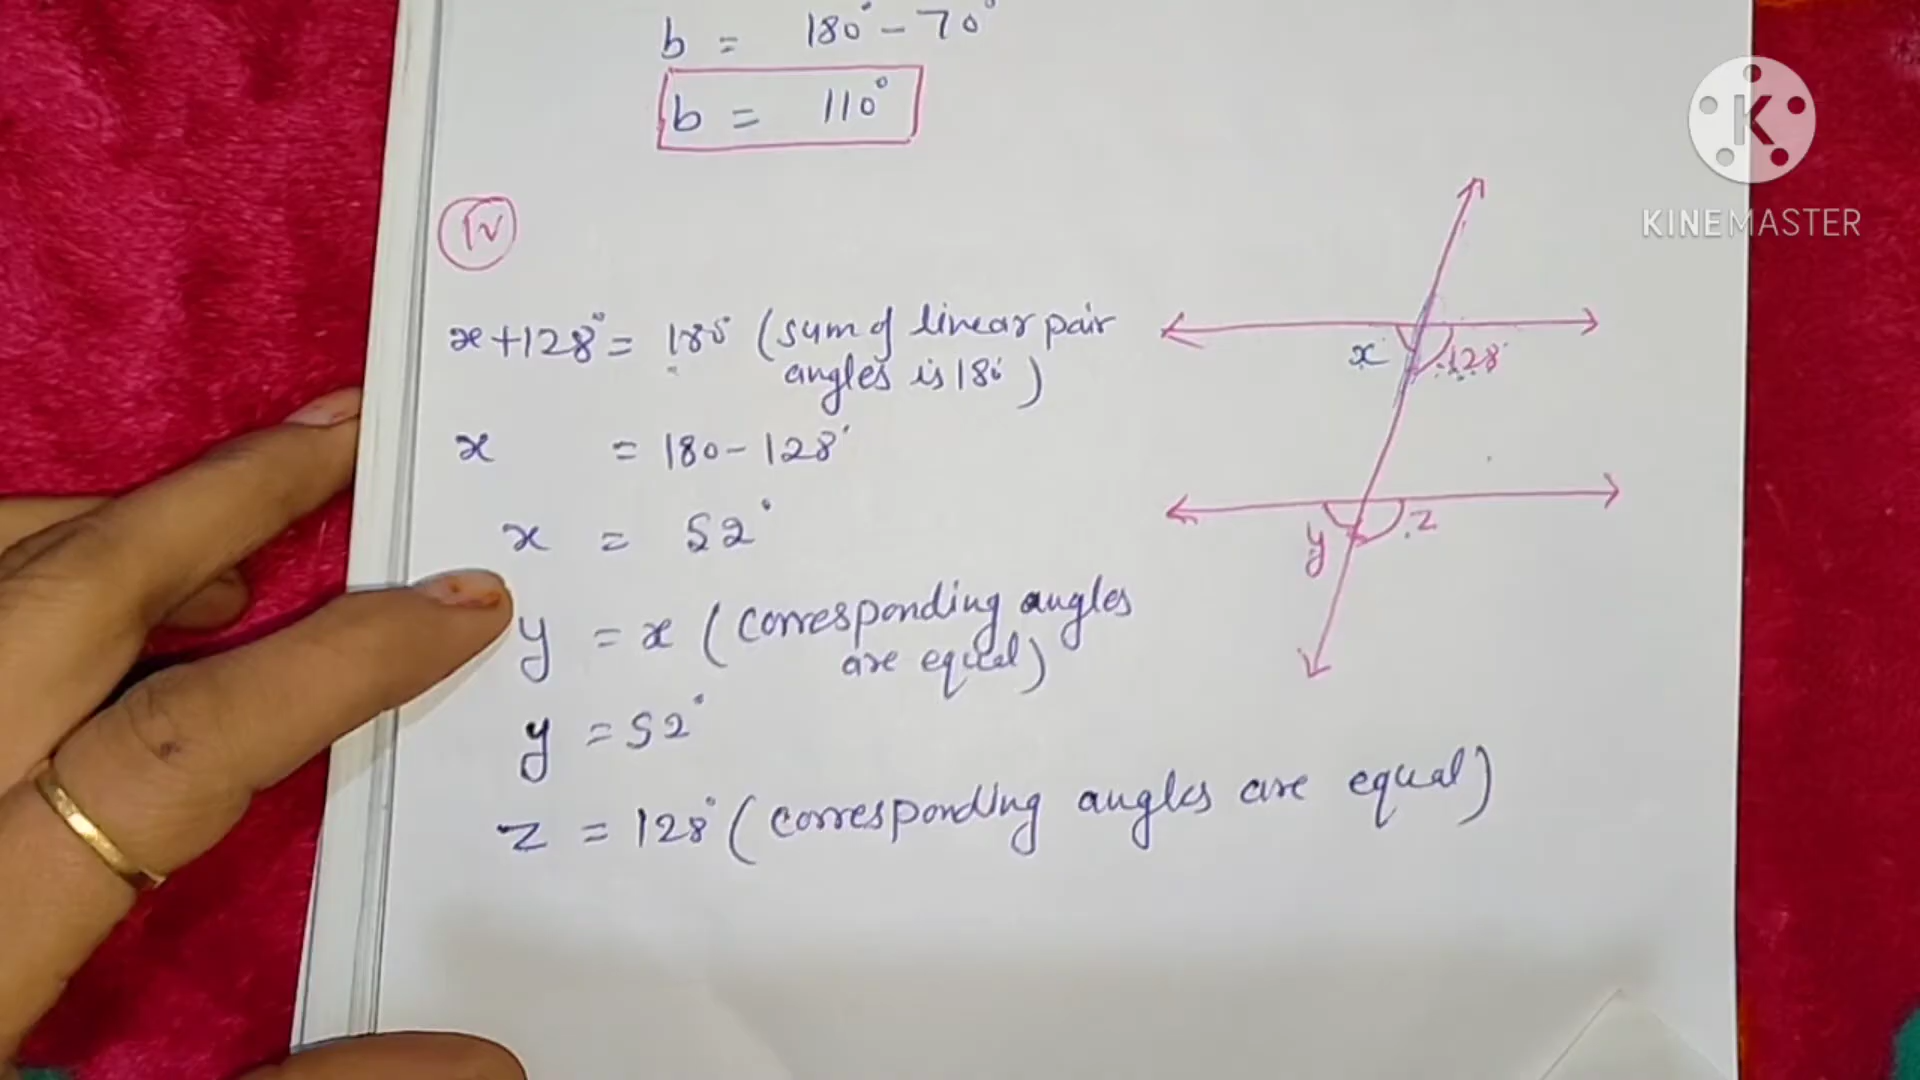 b = 180° - 70°
b = 110°
K
KINEMASTER
IV
x + 128° = 180° (sum of linear pair
angles is 180°)
x = 180 - 128°
x = 52°
y = x (corresponding angles
are equal)
y = 52°
z = 128° (corresponding angles are equal)
x 128°
y z